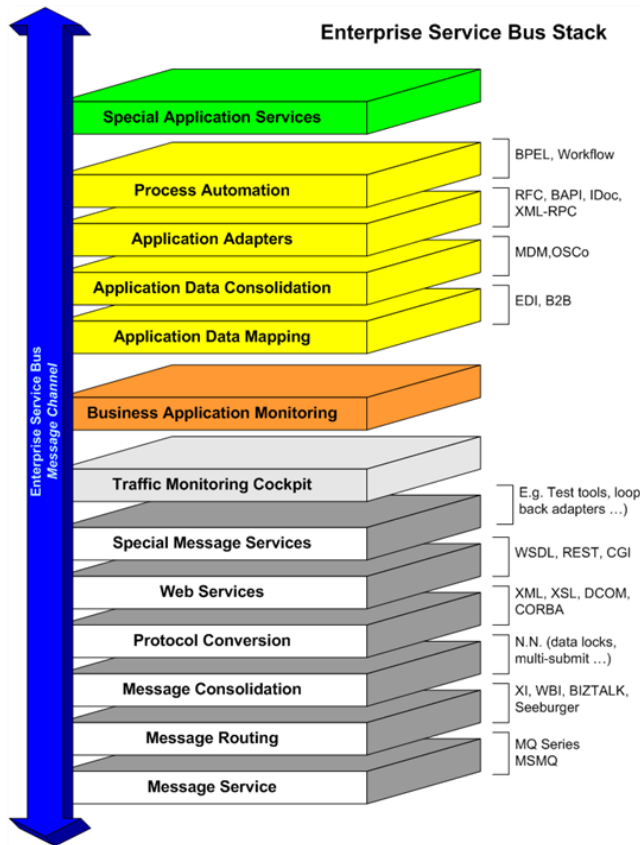 Enterprise Service Bus Stack
Special Application Services
BPEL, Workflow
Process Automation
RFC, BAPI, IDoc,
XML-RPC
Application Adapters
MDM,OSCo
Application Data Consolidation
EDI, B2B
Application Data Mapping
Business Application Monitoring
Enterprise Service Bus
Message Channel
Traffic Monitoring Cockpit
E.g. Test tools, loop
back adapters ...)
Special Message Services
WSDL, REST, CGI
Web Services
XML, XSL, DCOM,
CORBA
Protocol Conversion
N.N. (data locks,
multi-submit ...)
Message Consolidation
XI, WBI, BIZTALK,
Seeburger
Message Routing
MQ Series
MSMQ
Message Service